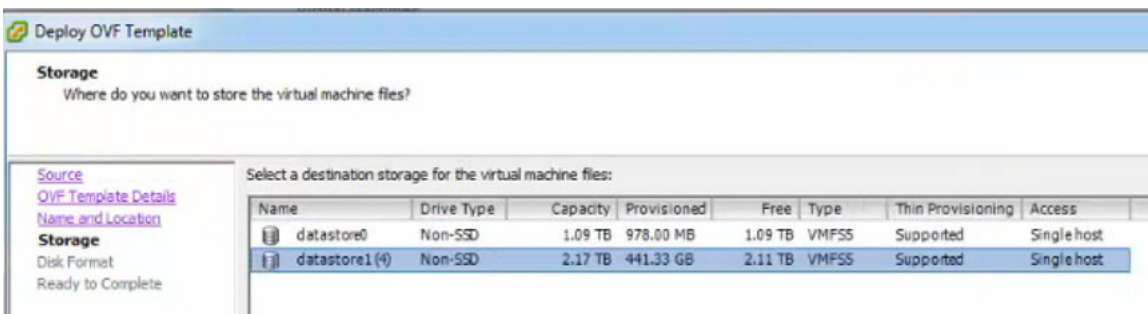 Deploy OVF Template
Storage
Where do you want to store the virtual machine files?
Source
OVF Template Details
Name and Location
Storage
Disk Format
Ready to Complete
Select a destination storage for the virtual machine files:
Name Drive Type Capacity Provisioned Free Type Thin Provisioning Access
datastore0 Non-SSD 1.09 TB 978.00 MB 1.09 TB VMFS5 Supported Single host
datastore1 (4) Non-SSD 2.17 TB 441.33 GB 2.11 TB VMFS5 Supported Single host